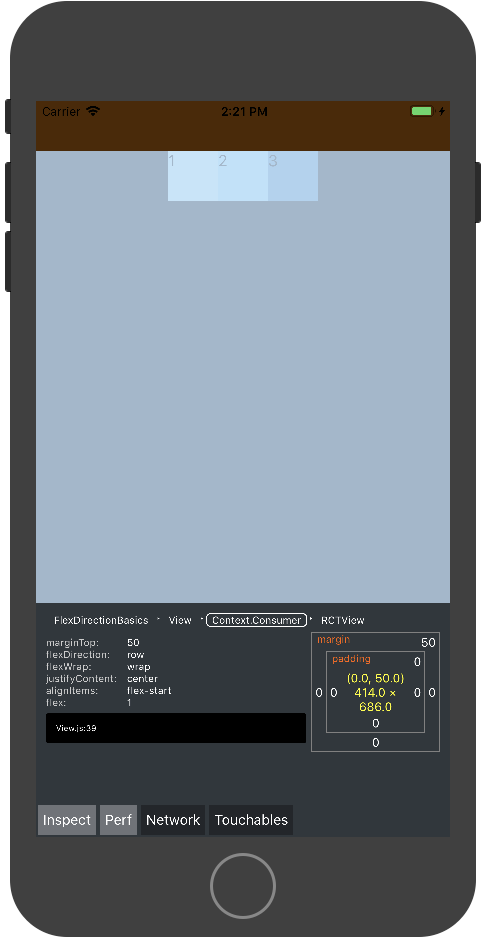 Carrier 2:21 PM
1 2 3
FlexDirectionBasics View Context.Consumer RCTView
marginTop: 50
flexDirection: row
flexWrap: wrap
justifyContent: center
alignItems: flex-start
flex: 1
View.js:39
margin 50
padding 0
(0.0, 50.0)
0 0 414.0 × 0 0
686.0
0
0
Inspect Perf Network Touchables